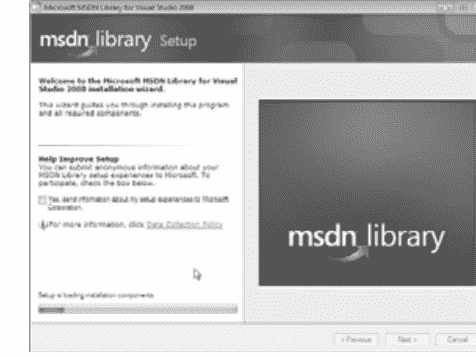 Microsoft MSDN Library for Visual Studio 2008
msdn library Setup
Welcome to the Microsoft MSDN Library for Visual
Studio 2008 installation wizard.
This wizard guides you through installing this program
and all required components.
Help Improve Setup
You can submit anonymous information about your
MSDN Library setup experiences to Microsoft. To
participate, check the box below.
Yes, send information about my setup experiences to Microsoft
Corporation.
For more information, click Data Collection Policy
msdn library
Setup is loading installation components.
< Previous
Next >
Cancel